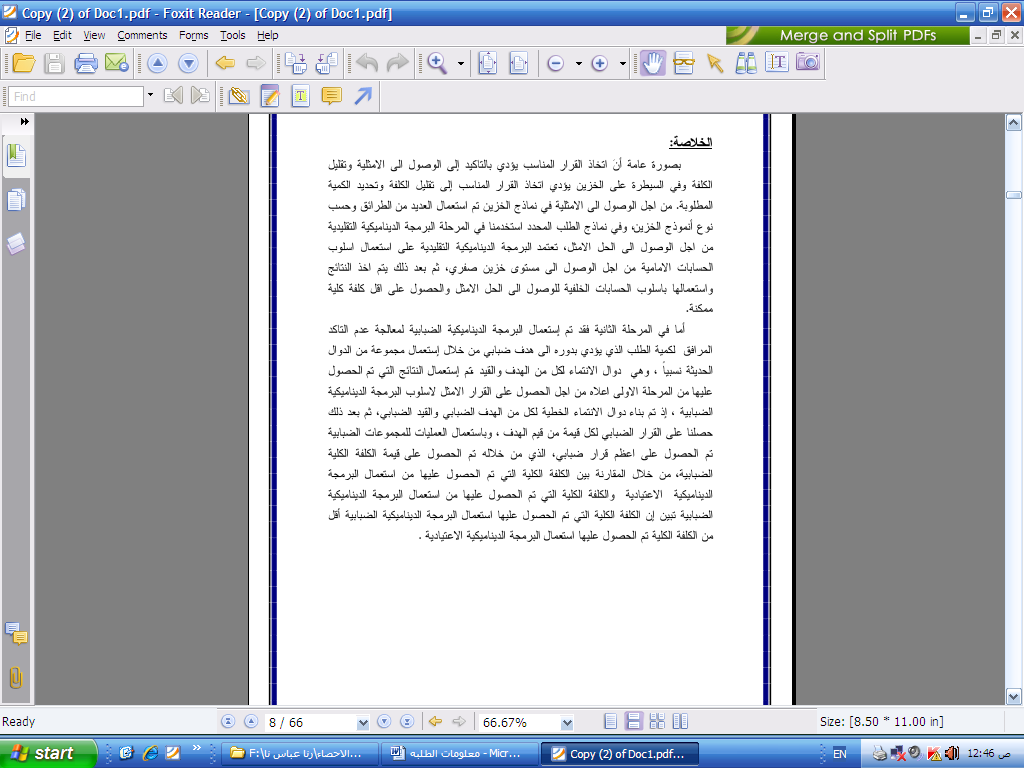 Copy (2) of Doc1.pdf - Foxit Reader - [Copy (2) of Doc1.pdf]
File Edit View Comments Forms Tools Help
Merge and Split PDFs
Find
الخلاصة:
بصورة عامة أن اتخاذ القرار المناسب يؤدي بالتاكيد إلى الوصول الى الامثلية وتقليل
الكلفة وفي السيطرة على الخزين يؤدي اتخاذ القرار المناسب إلى تقليل الكلفة وتحديد الكمية
المطلوبة. من اجل الوصول الى الامثلية في نماذج الخزين تم استعمال العديد من الطرائق وحسب
نوع أنموذج الخزين، وفي نماذج الطلب المحدد استخدمنا في المرحلة البرمجة الديناميكية التقليدية
من اجل الوصول الى الحل الامثل، تعتمد البرمجة الديناميكية التقليدية على استعمال اسلوب
الحسابات الامامية من اجل الوصول الى مستوى خزين صفري، ثم بعد ذلك يتم اخذ النتائج
واستعمالها باسلوب الحسابات الخلفية للوصول الى الحل الامثل والحصول على اقل كلفة كلية
ممكنة.
أما في المرحلة الثانية فقد تم إستعمال البرمجة الديناميكية الضبابية لمعالجة عدم التاكد
المرافق لكمية الطلب الذي يؤدي بدوره الى هدف ضبابي من خلال إستعمال مجموعة من الدوال
الحديثة نسبياً ، وهي دوال الانتماء لكل من الهدف والقيد ،تم إستعمال النتائج التي تم الحصول
عليها من المرحلة الاولى اعلاه من اجل الحصول على القرار الامثل لاسلوب البرمجة الديناميكية
الضبابية ، إذ تم بناء دوال الانتماء الخطية لكل من الهدف الضبابي والقيد الضبابي، ثم بعد ذلك
حصلنا على القرار الضبابي لكل قيمة من قيم الهدف ، وباستعمال العمليات للمجموعات الضبابية
تم الحصول على اعظم قرار ضبابي، الذي من خلاله تم الحصول على قيمة الكلفة الكلية
الضبابية، من خلال المقارنة بين الكلفة الكلية التي تم الحصول عليها من استعمال البرمجة
الديناميكية الاعتيادية والكلفة الكلية التي تم الحصول عليها من استعمال البرمجة الديناميكية
الضبابية تبين إن الكلفة الكلية التي تم الحصول عليها استعمال البرمجة الديناميكية الضبابية أقل
من الكلفة الكلية تم الحصول عليها استعمال البرمجة الديناميكية الاعتيادية .
Ready 8 / 66 66.67% Size: [8.50 * 11.00 in]
start F:\الاحصاء\رنا عباس نا... معلومات الطلبه - Micr... Copy (2) of Doc1.pdf... EN 12:46 ص